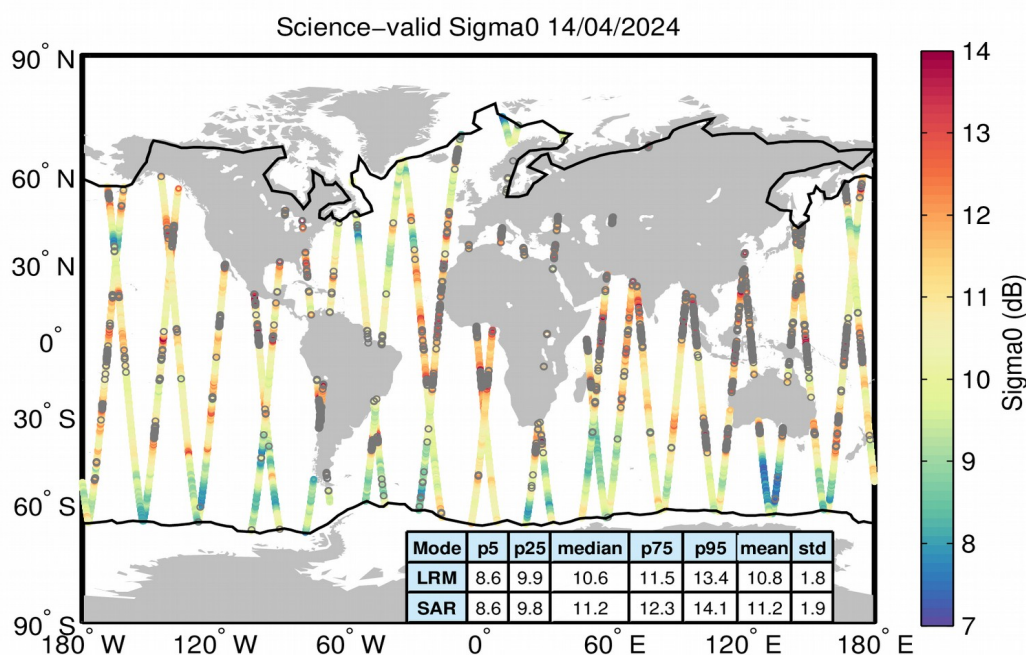 Science−valid Sigma0 14/04/2024
90° N
60° N
30° N
0°
30° S
60° S
90° S
180° W
120° W
60° W
0°
60° E
120° E
180° E
14
13
12
11
10
9
8
7
Sigma0 (dB)
Mode p5 p25 median p75 p95 mean std
LRM 8.6 9.9 10.6 11.5 13.4 10.8 1.8
SAR 8.6 9.8 11.2 12.3 14.1 11.2 1.9